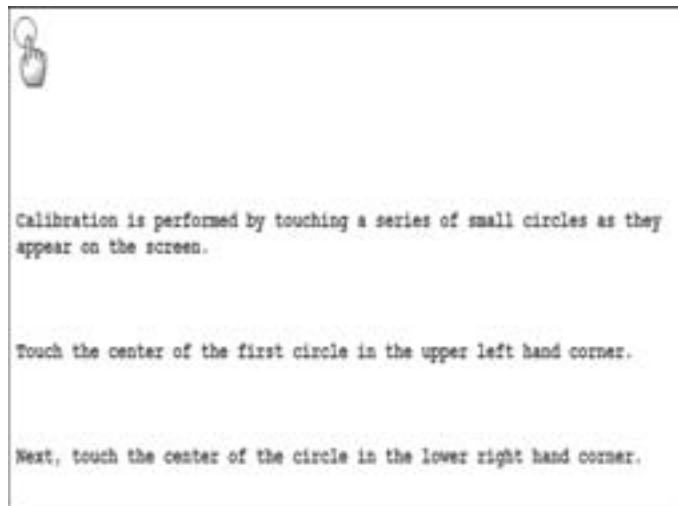 Calibration is performed by touching a series of small circles as they
appear on the screen.
Touch the center of the first circle in the upper left hand corner.
Next, touch the center of the circle in the lower right hand corner.